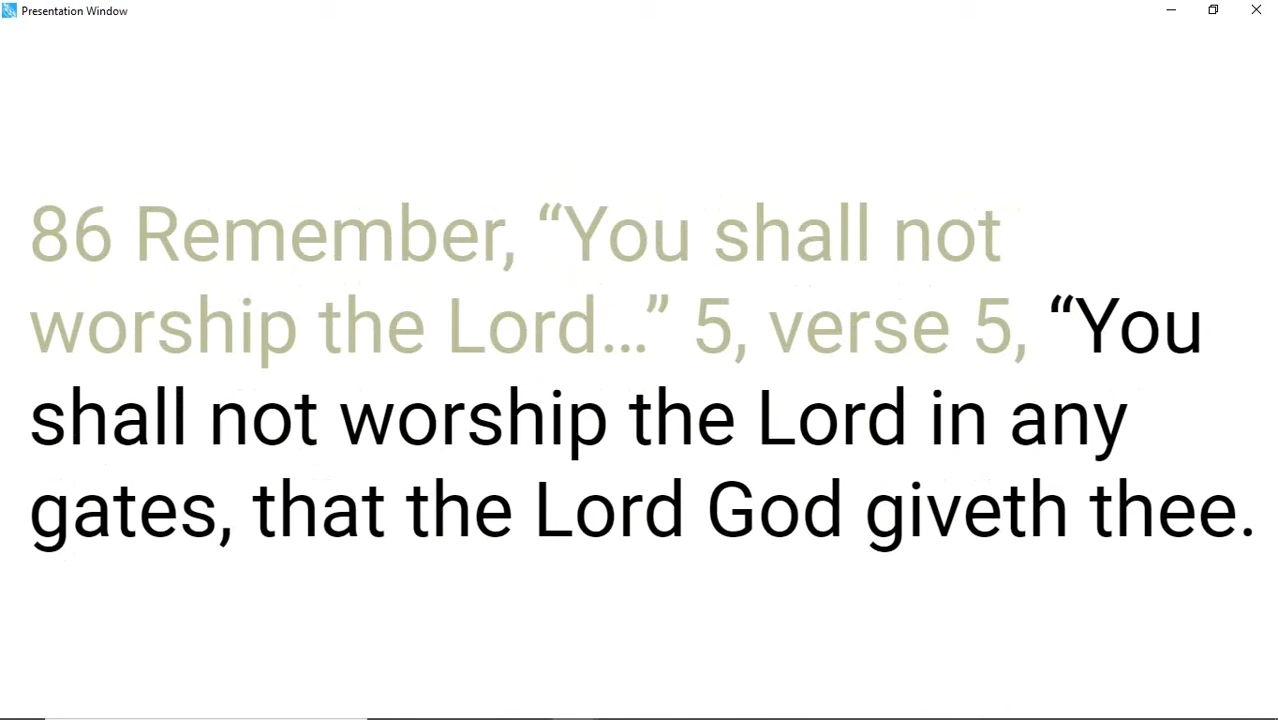 Presentation Window
86 Remember, “You shall not
worship the Lord…” 5, verse 5, “You
shall not worship the Lord in any
gates, that the Lord God giveth thee.